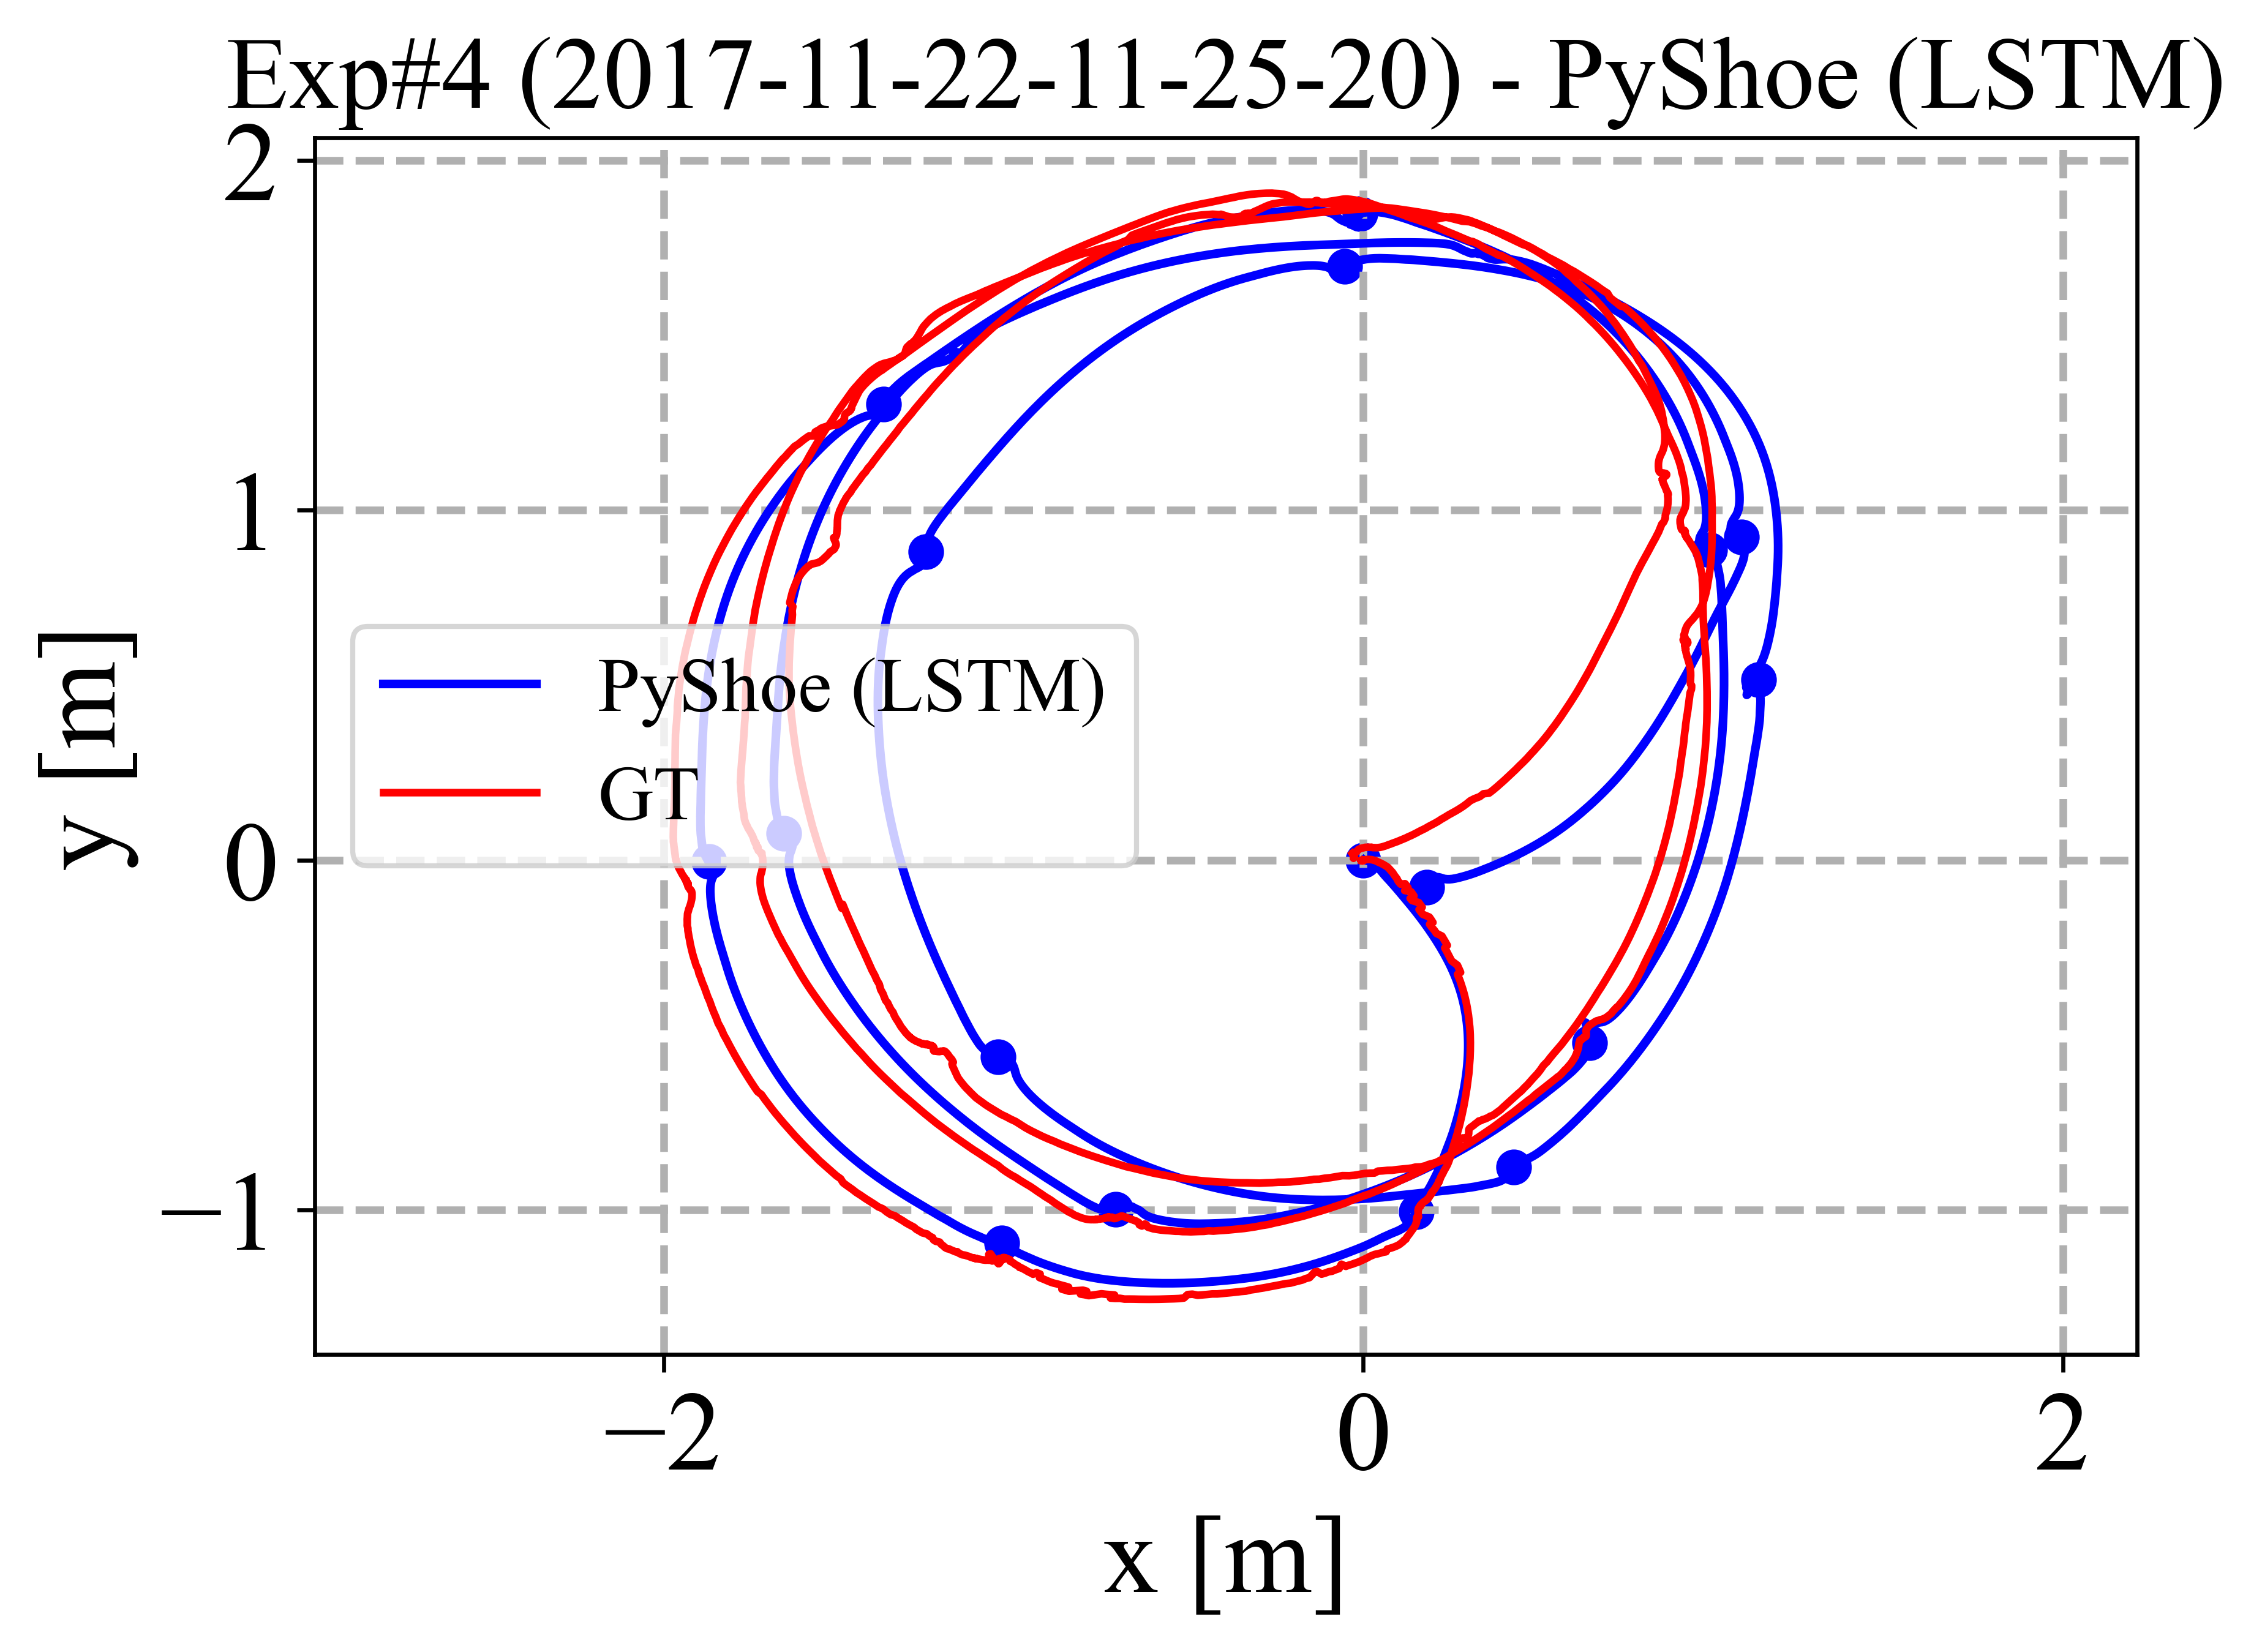 Exp#4 (2017-11-22-11-25-20) - PyShoe (LSTM)
2
1
0
−1
y [m]
PyShoe (LSTM)
GT
−2
0
2
x [m]